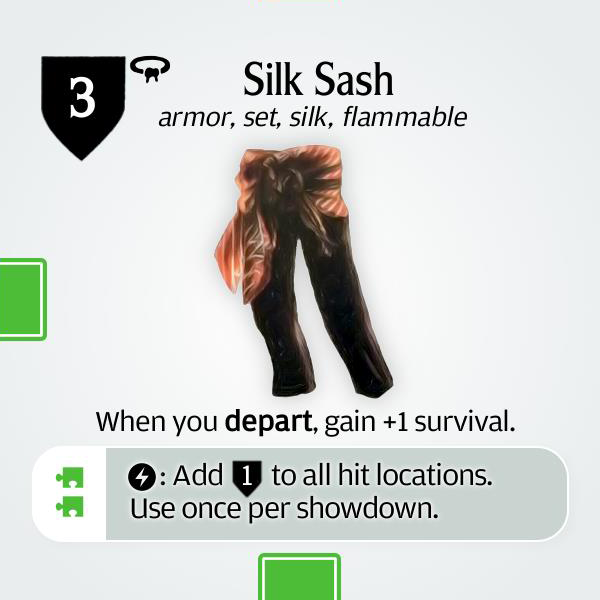 3
Silk Sash
armor, set, silk, flammable
When you depart, gain +1 survival.
: Add 1 to all hit locations.
Use once per showdown.